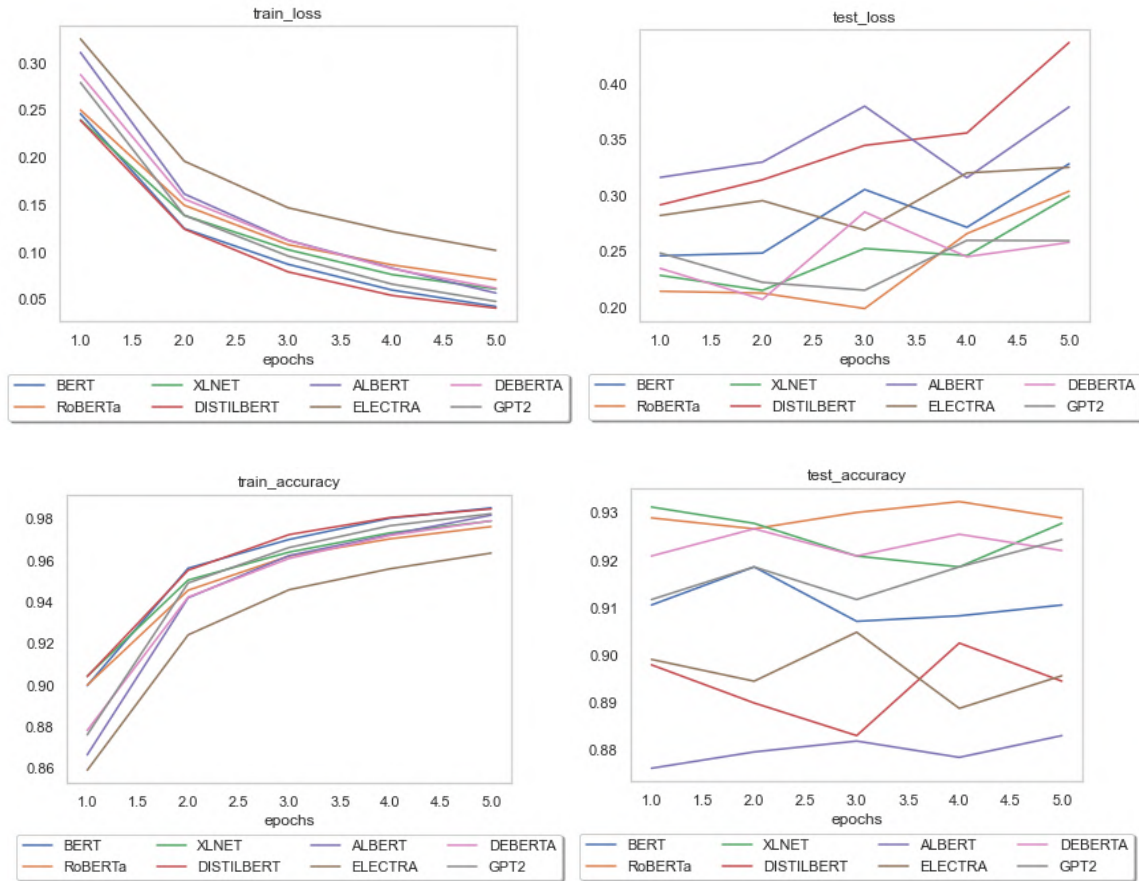 train_loss
0.30
0.25
0.20
0.15
0.10
0.05
1.0 1.5 2.0 2.5 3.0 3.5 4.0 4.5 5.0
epochs
BERT XLNET ALBERT DEBERTA
RoBERTa DISTILBERT ELECTRA GPT2
test_loss
0.40
0.35
0.30
0.25
0.20
1.0 1.5 2.0 2.5 3.0 3.5 4.0 4.5 5.0
epochs
BERT XLNET ALBERT DEBERTA
RoBERTa DISTILBERT ELECTRA GPT2
train_accuracy
0.98
0.96
0.94
0.92
0.90
0.88
0.86
1.0 1.5 2.0 2.5 3.0 3.5 4.0 4.5 5.0
epochs
BERT XLNET ALBERT DEBERTA
RoBERTa DISTILBERT ELECTRA GPT2
test_accuracy
0.93
0.92
0.91
0.90
0.89
0.88
1.0 1.5 2.0 2.5 3.0 3.5 4.0 4.5 5.0
epochs
BERT XLNET ALBERT DEBERTA
RoBERTa DISTILBERT ELECTRA GPT2